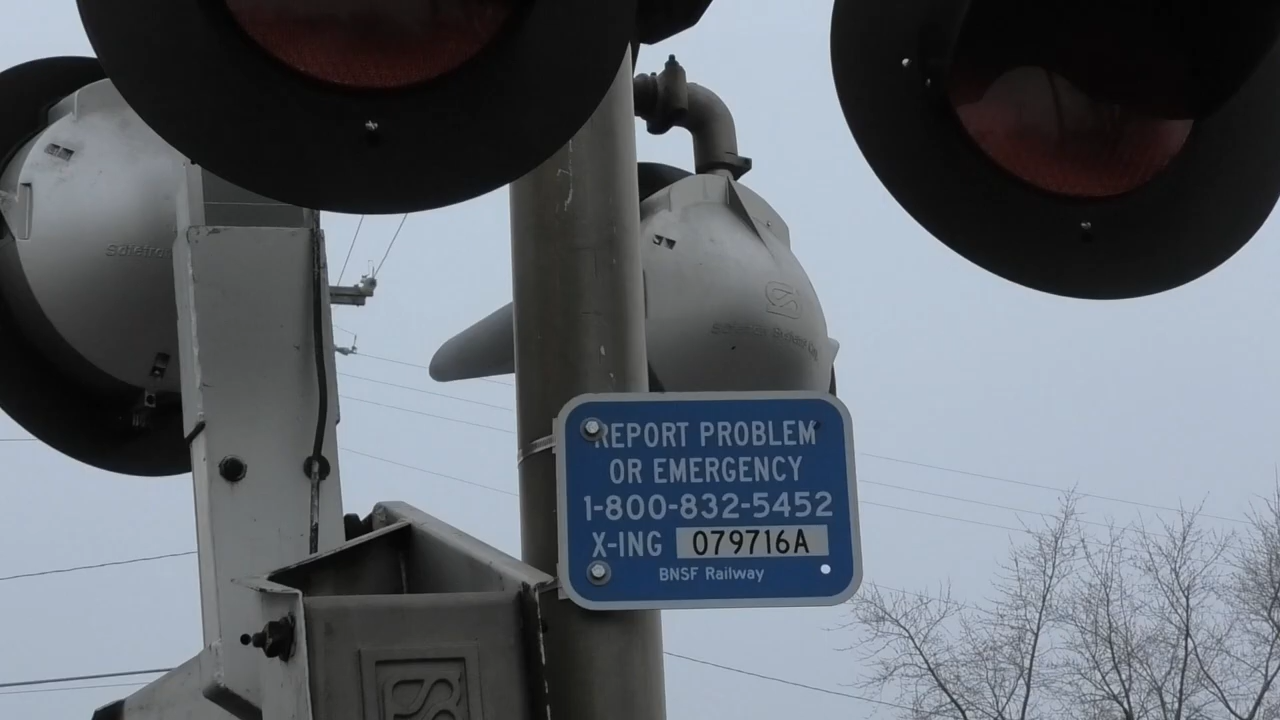 REPORT PROBLEM
OR EMERGENCY
1-800-832-5452
X-ING 079716A
BNSF Railway